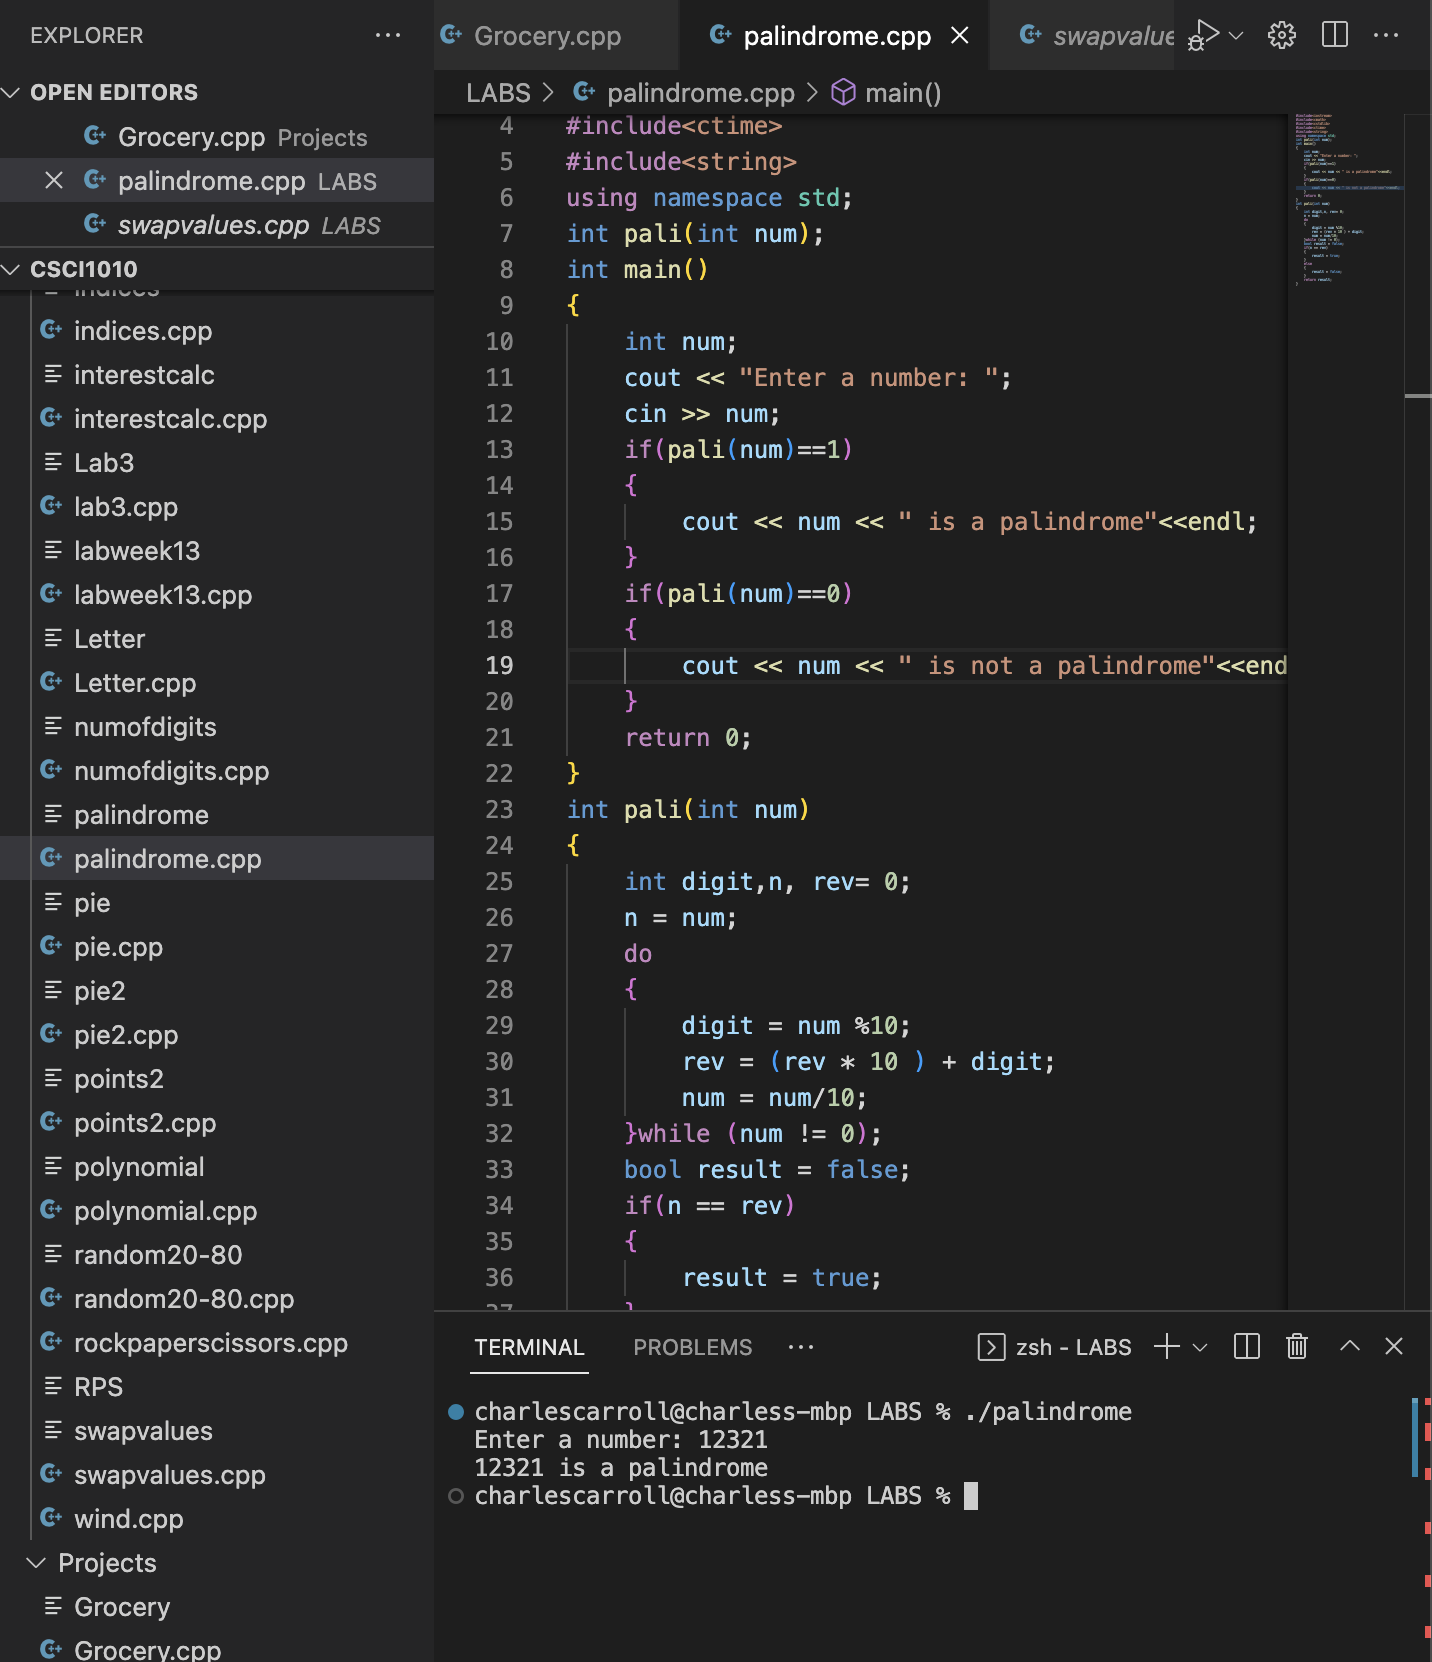 EXPLORER
OPEN EDITORS
Grocery.cpp Projects
palindrome.cpp LABS
swapvalues.cpp LABS
CSCI1010
indices
indices.cpp
interestcalc
interestcalc.cpp
Lab3
lab3.cpp
labweek13
labweek13.cpp
Letter
Letter.cpp
numofdigits
numofdigits.cpp
palindrome
palindrome.cpp
pie
pie.cpp
pie2
pie2.cpp
points2
points2.cpp
polynomial
polynomial.cpp
random20-80
random20-80.cpp
rockpaperscissors.cpp
RPS
swapvalues
swapvalues.cpp
wind.cpp
Projects
Grocery
Grocery.cpp
Grocery.cpp palindrome.cpp swapvalue
LABS > palindrome.cpp > main()
4 #include<ctime>
5 #include<string>
6 using namespace std;
7 int pali(int num);
8 int main()
9 {
10 int num;
11 cout << "Enter a number: ";
12 cin >> num;
13 if(pali(num)==1)
14 {
15 cout << num << " is a palindrome"<<endl;
16 }
17 if(pali(num)==0)
18 {
19 cout << num << " is not a palindrome"<<end
20 }
21 return 0;
22 }
23 int pali(int num)
24 {
25 int digit,n, rev= 0;
26 n = num;
27 do
28 {
29 digit = num %10;
30 rev = (rev * 10 ) + digit;
31 num = num/10;
32 }while (num != 0);
33 bool result = false;
34 if(n == rev)
35 {
36 result = true;
37 }
TERMINAL PROBLEMS zsh - LABS
charlescarroll@charless-mbp LABS % ./palindrome
Enter a number: 12321
12321 is a palindrome
charlescarroll@charless-mbp LABS %